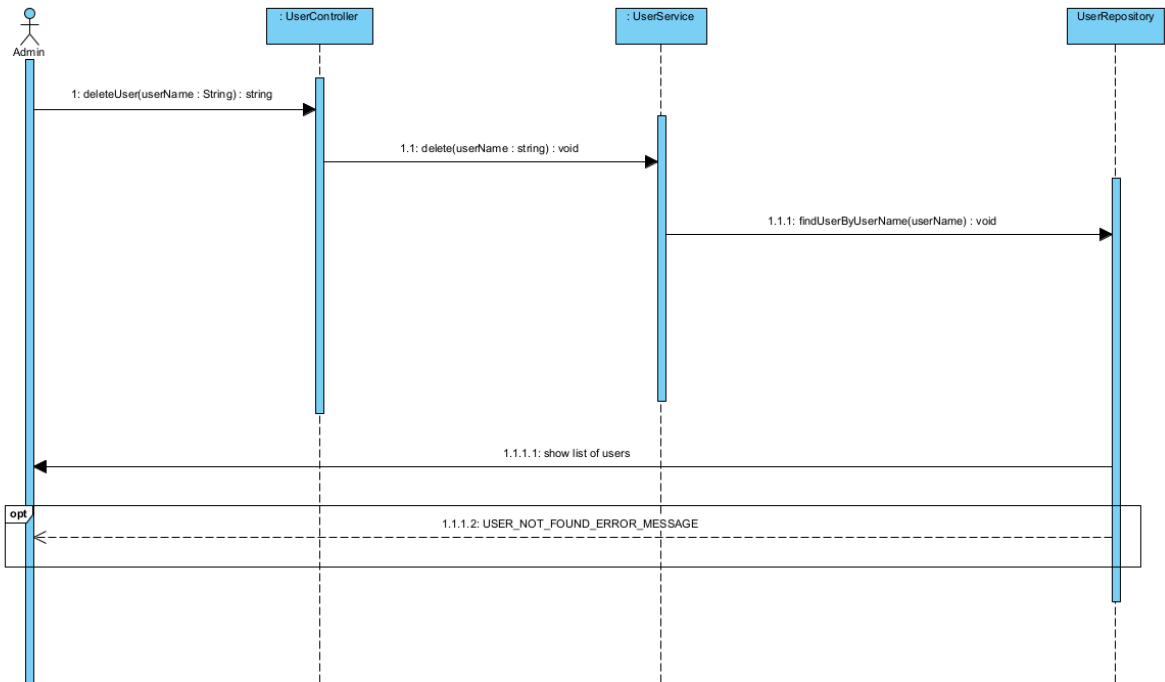 : UserController
: UserService
UserRepository
Admin
1: deleteUser(userName : String) : string
1.1: delete(userName : string) : void
1.1.1: findUserByUserName(userName) : void
1.1.1.1: show list of users
opt
1.1.1.2: USER_NOT_FOUND_ERROR_MESSAGE